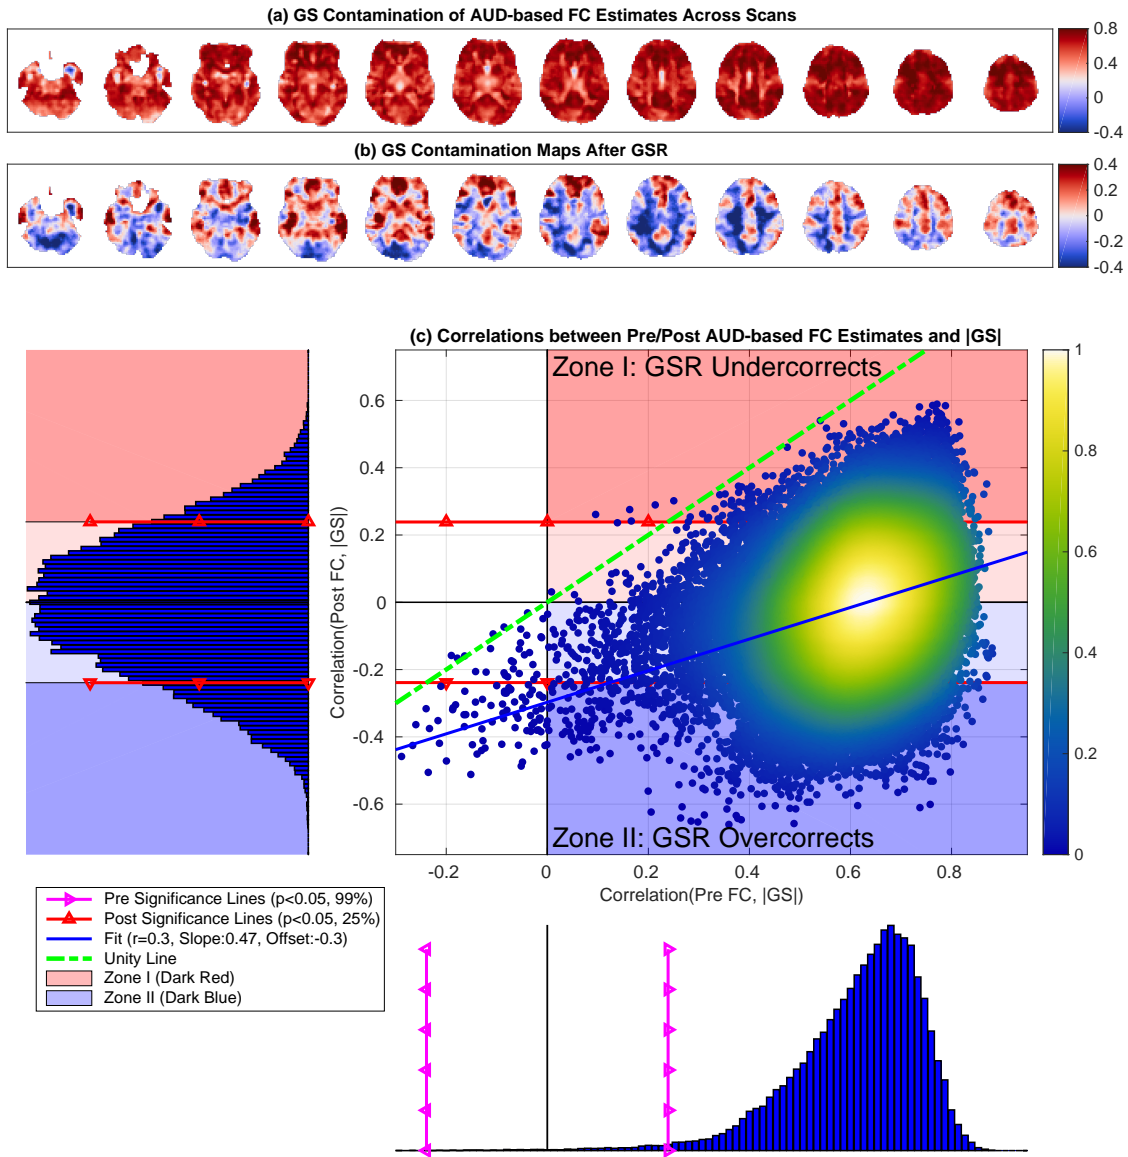 (a) GS Contamination of AUD-based FC Estimates Across Scans
0.8
0.4
0
-0.4
(b) GS Contamination Maps After GSR
0.4
0.2
0
-0.2
-0.4
(c) Correlations between Pre/Post AUD-based FC Estimates and |GS|
Zone I: GSR Undercorrects
Zone II: GSR Overcorrects
Correlation(Post FC, |GS|)
0.6
0.4
0.2
0
-0.2
-0.4
-0.6
-0.2
0
0.2
0.4
0.6
0.8
Correlation(Pre FC, |GS|)
1
0.8
0.6
0.4
0.2
0
Pre Significance Lines (p<0.05, 99%)
Post Significance Lines (p<0.05, 25%)
Fit (r=0.3, Slope:0.47, Offset:-0.3)
Unity Line
Zone I (Dark Red)
Zone II (Dark Blue)